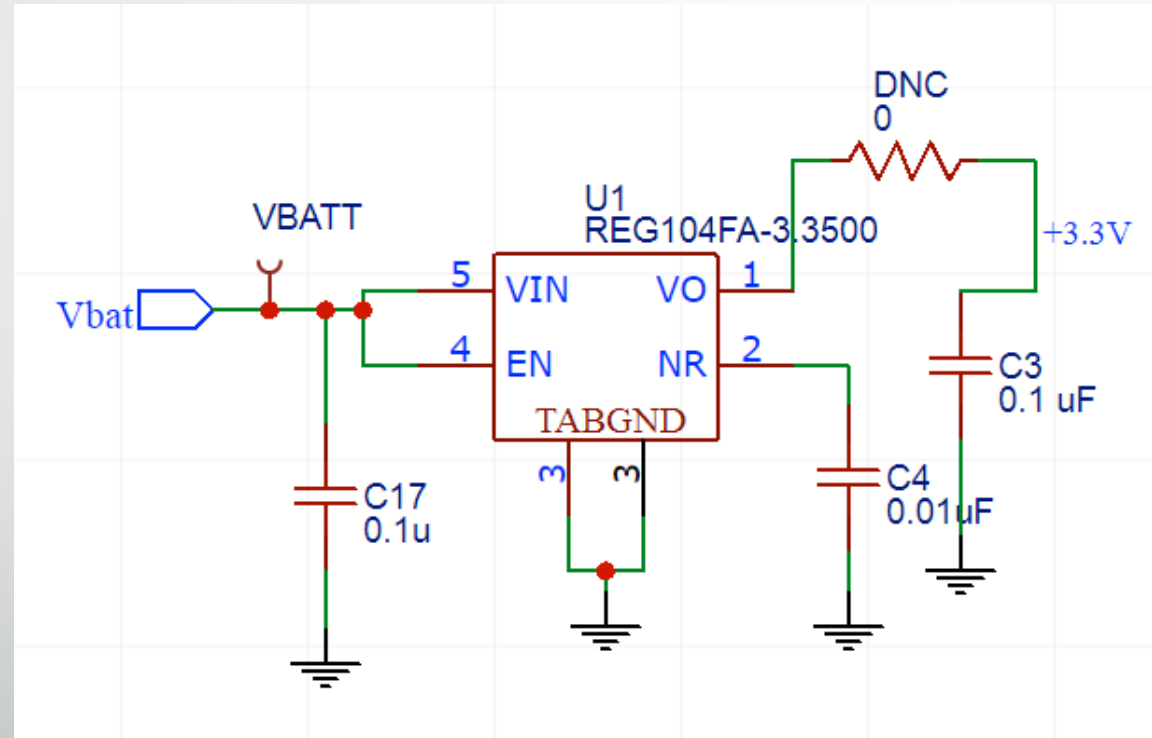 DNC
0
U1
REG104FA-3.3500
VBATT
+3.3V
Vbat
5
VIN
VO
1
4
EN
NR
2
TABGND
3
3
C3
0.1 uF
C17
0.1u
C4
0.01uF